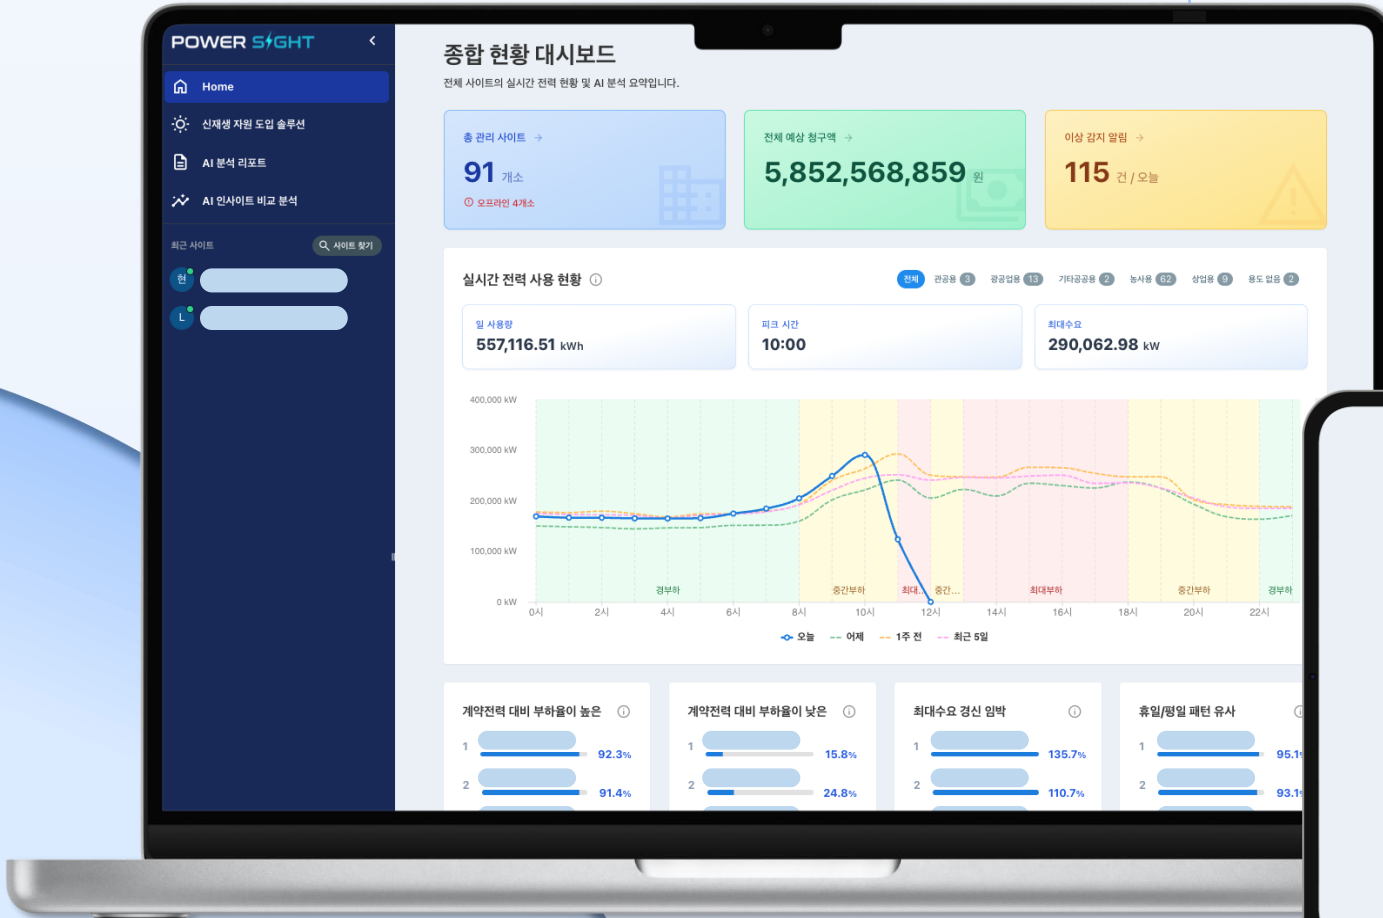 POWER SIGHT
Home
신재생 자원 도입 솔루션
AI 분석 리포트
AI 인사이트 비교 분석
최근 사이트
사이트 찾기
현
L
종합 현황 대시보드
전체 사이트의 실시간 전력 현황 및 AI 분석 요약입니다.
총 관리 사이트 →
91 개소
오프라인 4개소
전체 예상 청구액 →
5,852,568,859 원
이상 감지 알림 →
115 건 / 오늘
실시간 전력 사용 현황
전체 관공용 3 광공업용 13 기타공공용 2 농사용 62 상업용 9 용도 없음 2
일 사용량
557,116.51 kWh
피크 시간
10:00
최대수요
290,062.98 kW
400,000 kW
300,000 kW
200,000 kW
100,000 kW
0 kW
경부하 중간부하 최대... 중간... 최대부하 중간부하 경부하
0시 2시 4시 6시 8시 10시 12시 14시 16시 18시 20시 22시
오늘 어제 1주 전 최근 5일
계약전력 대비 부하율이 높은
1 92.3%
2 91.4%
계약전력 대비 부하율이 낮은
1 15.8%
2 24.8%
최대수요 경신 임박
1 135.7%
2 110.7%
휴일/평일 패턴 유사
1 95.1%
2 93.1%